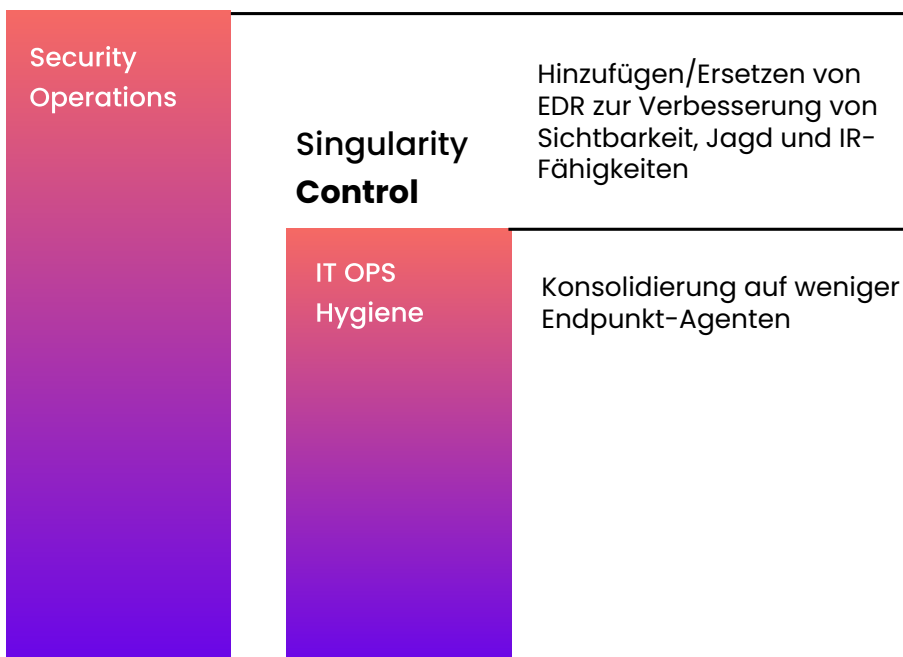 Security
Operations
Hinzufügen/Ersetzen von
EDR zur Verbesserung von
Sichtbarkeit, Jagd und IR-
Fähigkeiten
Singularity
Control
IT OPS
Hygiene
Konsolidierung auf weniger
Endpunkt-Agenten